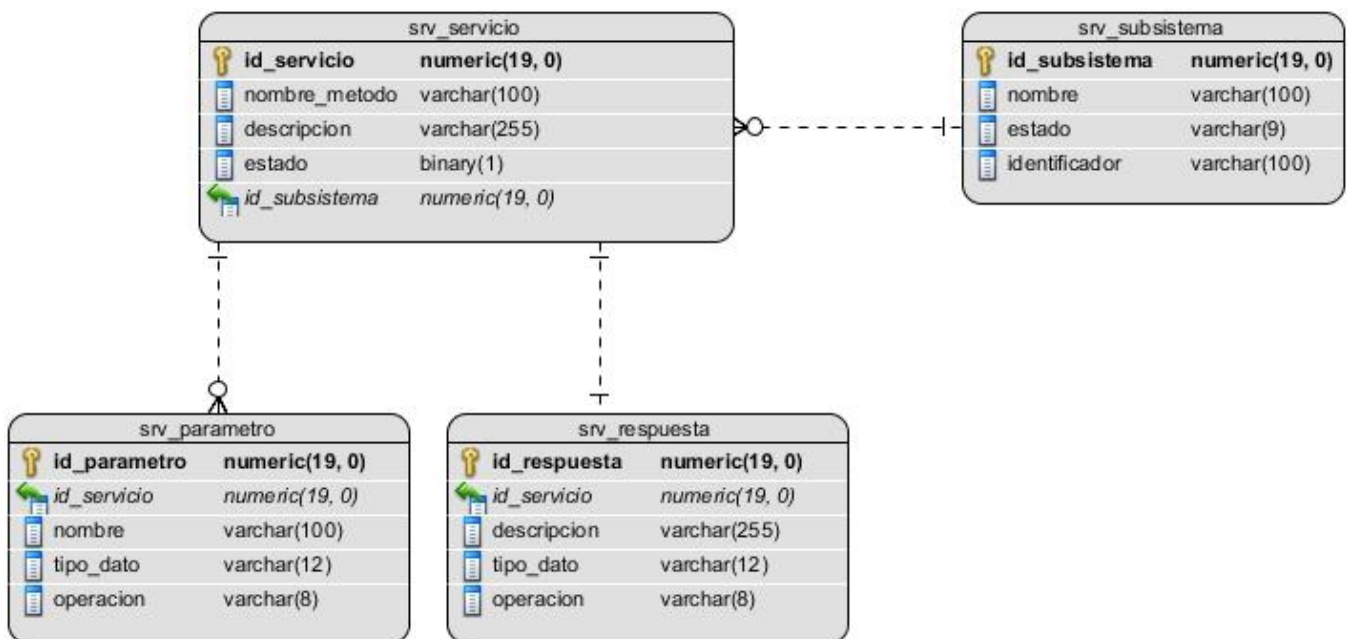 srv_servicio
id_servicio numeric(19, 0)
nombre_metodo varchar(100)
descripcion varchar(255)
estado binary(1)
id_subsistema numeric(19, 0)
srv_subsistema
id_subsistema numeric(19, 0)
nombre varchar(100)
estado varchar(9)
identificador varchar(100)
srv_parametro
id_parametro numeric(19, 0)
id_servicio numeric(19, 0)
nombre varchar(100)
tipo_dato varchar(12)
operacion varchar(8)
srv_respuesta
id_respuesta numeric(19, 0)
id_servicio numeric(19, 0)
descripcion varchar(255)
tipo_dato varchar(12)
operacion varchar(8)